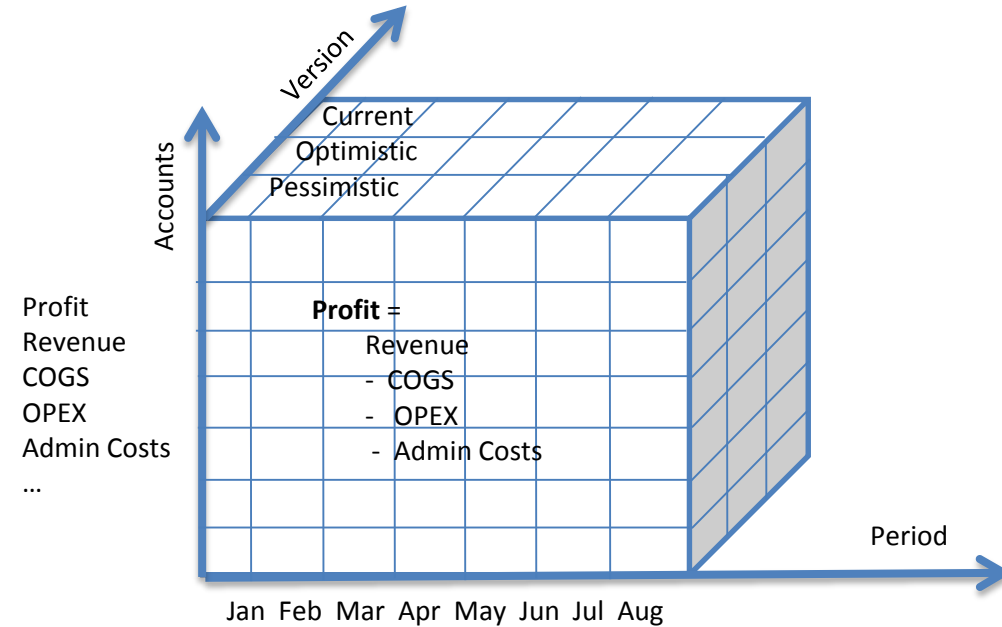 Version
Current
Optimistic
Pessimistic
Accounts
Profit
Revenue
COGS
OPEX
Admin Costs
...
Profit =
Revenue
- COGS
- OPEX
- Admin Costs
Period
Jan Feb Mar Apr May Jun Jul Aug